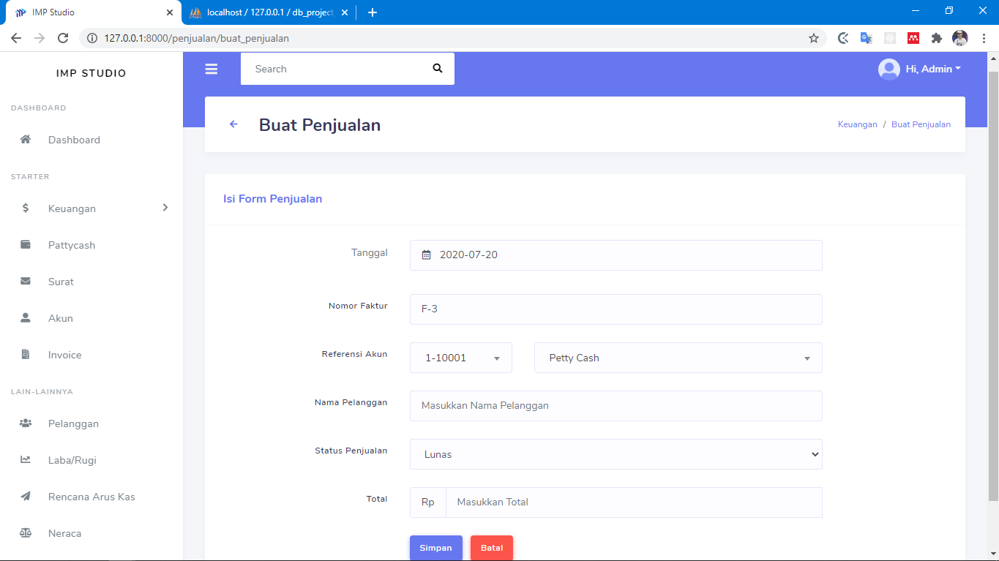 IMP Studio
localhost / 127.0.0.1 / db_project
127.0.0.1:8000/penjualan/buat_penjualan
IMP STUDIO
Search
Hi, Admin
DASHBOARD
Dashboard
STARTER
Keuangan
Pattycash
Surat
Akun
Invoice
LAIN-LAINNYA
Pelanggan
Laba/Rugi
Rencana Arus Kas
Neraca
Buat Penjualan
Keuangan / Buat Penjualan
Isi Form Penjualan
Tanggal 2020-07-20
Nomor Faktur F-3
Referensi Akun 1-10001 Petty Cash
Nama Pelanggan Masukkan Nama Pelanggan
Status Penjualan Lunas
Total Rp Masukkan Total
Simpan Batal